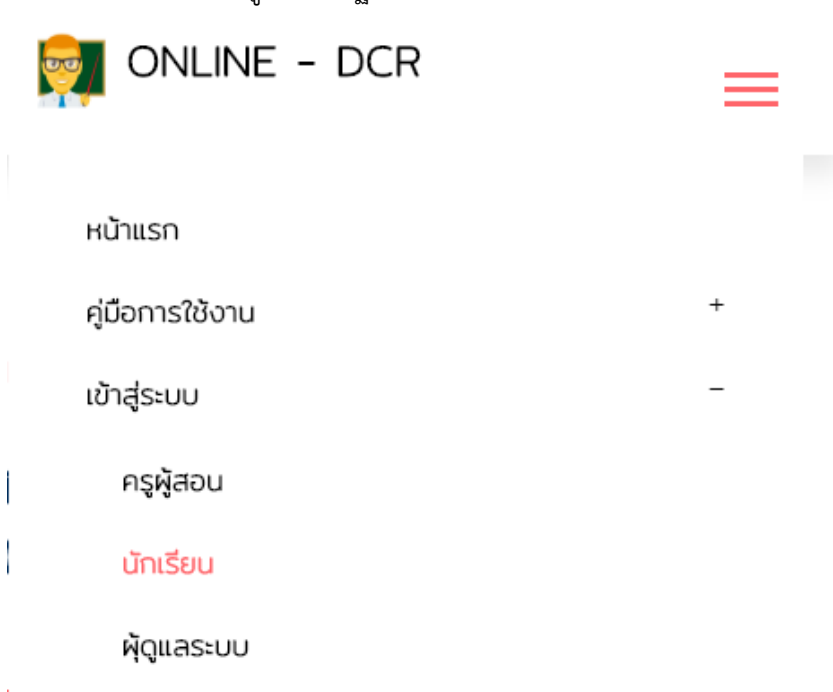 ONLINE - DCR
หน้าแรก
คู่มือการใช้งาน +
เข้าสู่ระบบ −
ครูผู้สอน
นักเรียน
ผุ้ดูแลระบบ